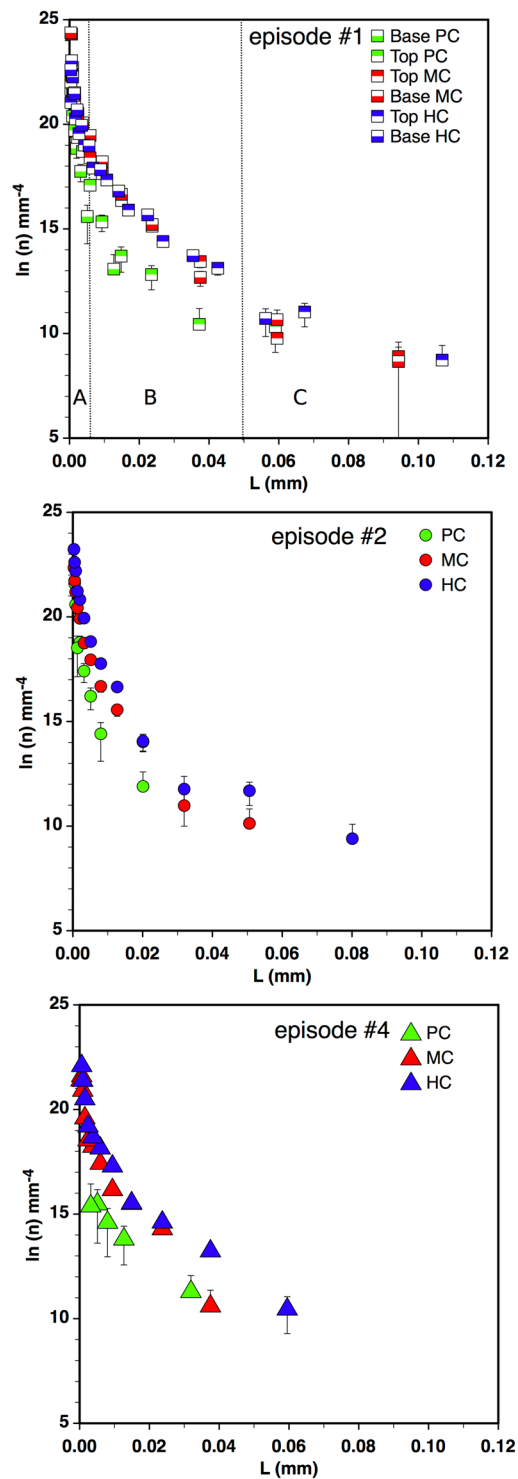 episode #1
Base PC
Top PC
Top MC
Base MC
Top HC
Base HC
25
20
15
10
5
ln (n) mm-4
A
B
C
0.00 0.02 0.04 0.06 0.08 0.10 0.12
L (mm)
episode #2
PC
MC
HC
25
20
15
10
5
ln (n) mm-4
0.00 0.02 0.04 0.06 0.08 0.10 0.12
L (mm)
episode #4
PC
MC
HC
25
20
15
10
5
ln (n) mm-4
0.00 0.02 0.04 0.06 0.08 0.10 0.12
L (mm)